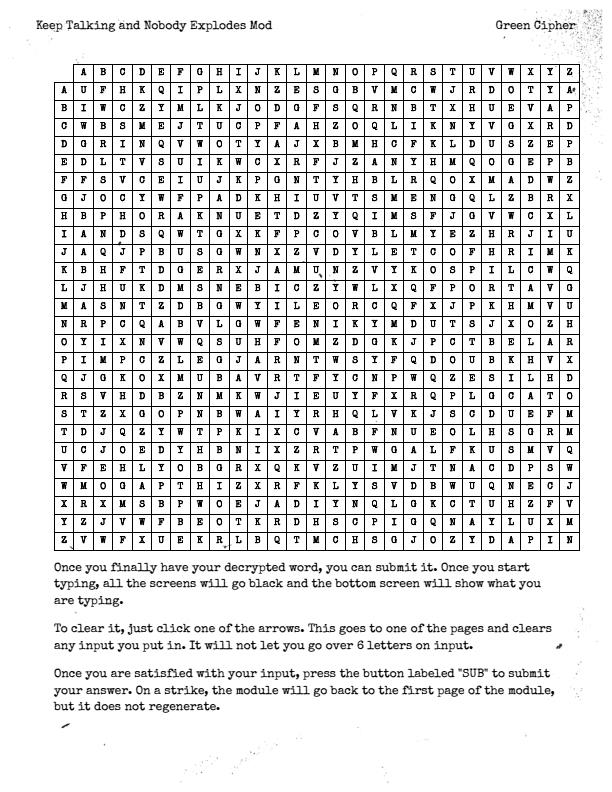 Keep Talking and Nobody Explodes Mod Green Cipher
A B C D E F G H I J K L M N O P Q R S T U V W X Y Z
A U F H K Q I P L X N Z E S G B V M C W J R D O T Y A
B I W C Z Y M L K J O D G F S Q R N B T X H U E V A P
C W B S M E J T U C P F A H Z O Q L I K N Y V G X R D
D G R I N Q V W O T Y A J X B M H C F K L D U S Z E P
E D L T V S U I K W C X R F J Z A N Y H M Q O G E P B
F F S V C E I U J K P G N T Y H B L R Q O X M A D W Z
G J O C Y W F P A D K H I U V T S M E N G Q L Z B R X
H B P H O R A K N U E T D Z Y Q I M S F J G V W C X L
I A N D S Q W T G X K F P C O V B L M Y E Z H R J I U
J A Q J P B U S G W N X Z V D Y L E T C O F H R I M K
K B H F T D G E R X J A M U N Z V Y K O S P I L C W Q
L J H U K D M S N E B I C Z Y W L X Q F P O R T A V G
M A S N T Z D B G W Y I L E O R C Q F X J P K H M V U
N R P C Q A B V L G W F E N I K Y M D U T S J X O Z H
O Y I X N V W Q S U H F O M Z D G K J P C T B E L A R
P I M P C Z L E G J A R N T W S Y F Q D O U B K H V X
Q J G K O X M U B A V R T F Y C N P W Q Z E S I L H D
R S V H D B Z N M K W J I E U Y F X R Q P L G C A T O
S T Z X G O P N B W A I Y R H Q L V K J S C D U E F M
T D J Q Z Y W T P K I X C V A B F N U E O L H S G R M
U C J O E D Y H B N I X Z R T P W G A L F K U S M V Q
V F E H L Y O B G R X Q K V Z U I M J T N A C D P S W
W M O G A P T H I Z X R F K L Y S V D B W U Q N E C J
X R X M S B P W O E J A D I Y N Q L G K C T U H Z F V
Y Z J V W F B E O T K R D H S C P I G Q N A Y L U X M
Z V W F X U E K R L B Q T M C H S G J O Z Y D A P I N
Once you finally have your decrypted word, you can submit it. Once you start
typing, all the screens will go black and the bottom screen will show what you
are typing.
To clear it, just click one of the arrows. This goes to one of the pages and clears
any input you put in. It will not let you go over 6 letters on input.
Once you are satisfied with your input, press the button labeled "SUB" to submit
your answer. On a strike, the module will go back to the first page of the module,
but it does not regenerate.